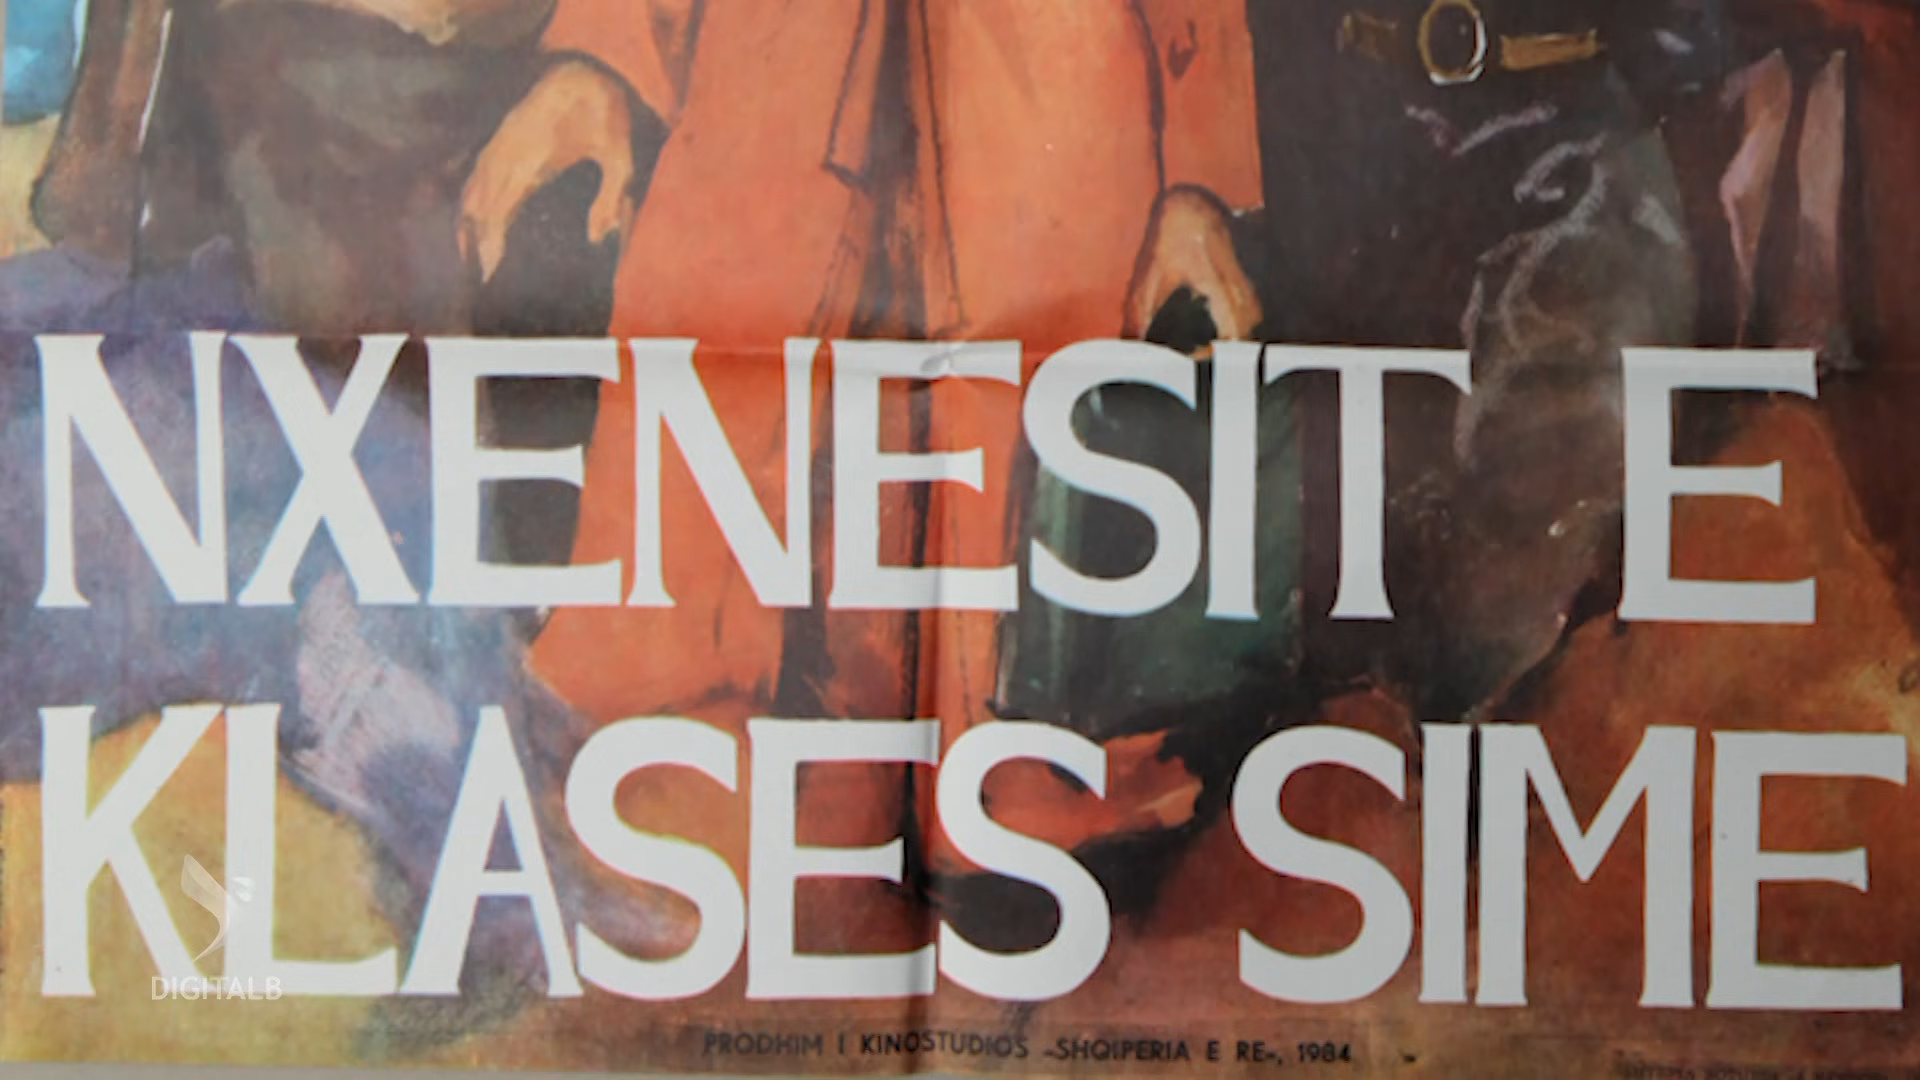 NXENESIT E
KLASES SIME
DIGITALB
PRODHIM I KINOSTUDIOS «SHQIPERIA E RE», 1984